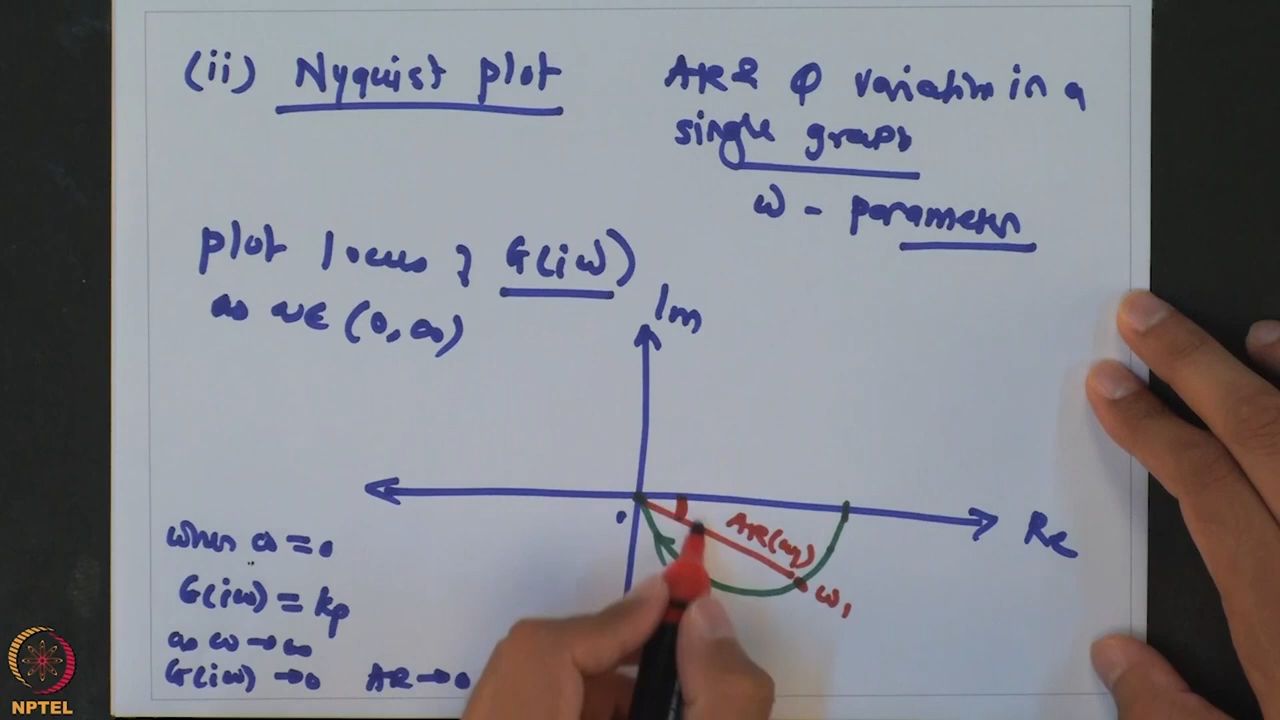 (ii) Nyquist plot
AR & φ variation in a
single graph
ω - parameter
plot locus of G(iω)
as ω ∈ (0, ∞)
Im
Re
0
AR(ω1)
ω1
when ω = 0
G(iω) = kp
as ω → ∞
G(iω) → 0 AR → 0
NPTEL